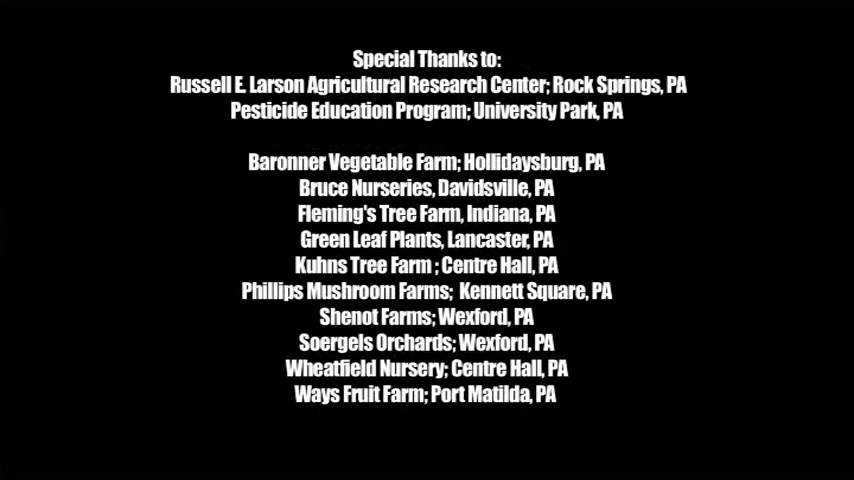 Special Thanks to:
Russell E. Larson Agricultural Research Center; Rock Springs, PA
Pesticide Education Program; University Park, PA
Baronner Vegetable Farm; Hollidaysburg, PA
Bruce Nurseries, Davidsville, PA
Fleming's Tree Farm, Indiana, PA
Green Leaf Plants, Lancaster, PA
Kuhns Tree Farm ; Centre Hall, PA
Phillips Mushroom Farms;  Kennett Square, PA
Shenot Farms; Wexford, PA
Soergels Orchards; Wexford, PA
Wheatfield Nursery; Centre Hall, PA
Ways Fruit Farm; Port Matilda, PA